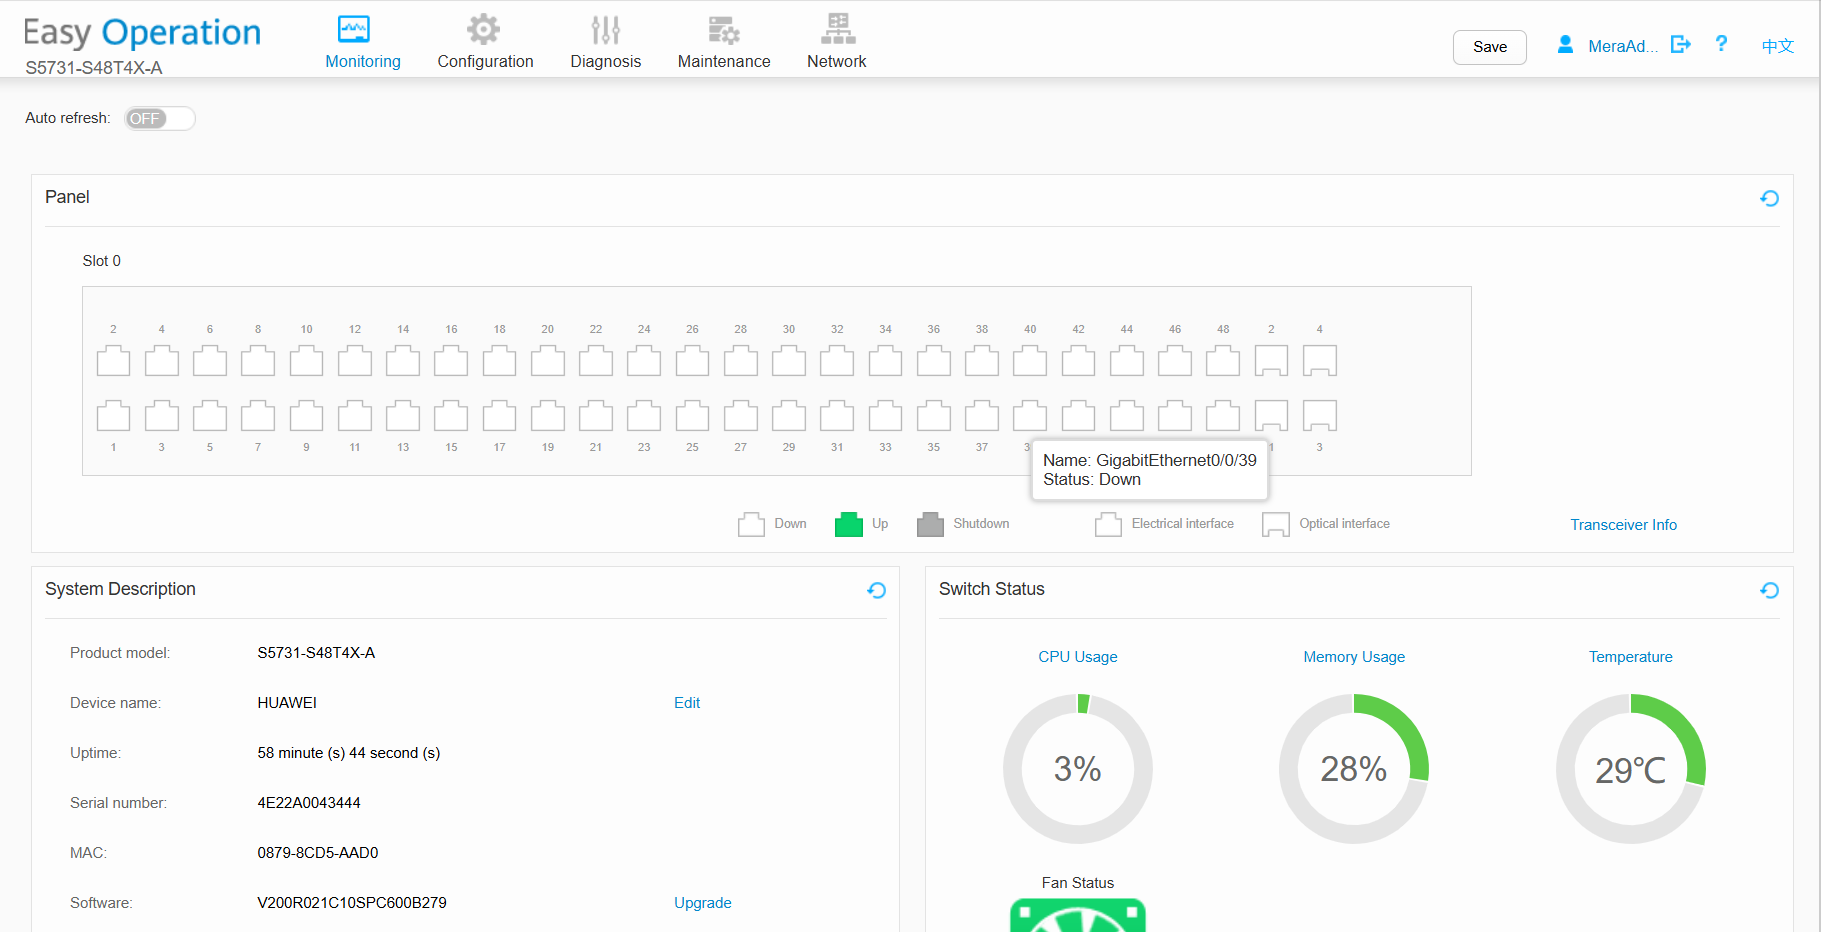 Easy Operation
S5731-S48T4X-A
Monitoring Configuration Diagnosis Maintenance Network
Save MeraAd... ? 中文
Auto refresh: OFF
Panel
Slot 0
2 4 6 8 10 12 14 16 18 20 22 24 26 28 30 32 34 36 38 40 42 44 46 48 2 4
1 3 5 7 9 11 13 15 17 19 21 23 25 27 29 31 33 35 37 1 3
Name: GigabitEthernet0/0/39
Status: Down
Down Up Shutdown Electrical interface Optical interface Transceiver Info
System Description
Product model: S5731-S48T4X-A
Device name: HUAWEI Edit
Uptime: 58 minute (s) 44 second (s)
Serial number: 4E22A0043444
MAC: 0879-8CD5-AAD0
Software: V200R021C10SPC600B279 Upgrade
Switch Status
CPU Usage Memory Usage Temperature
3% 28% 29℃
Fan Status